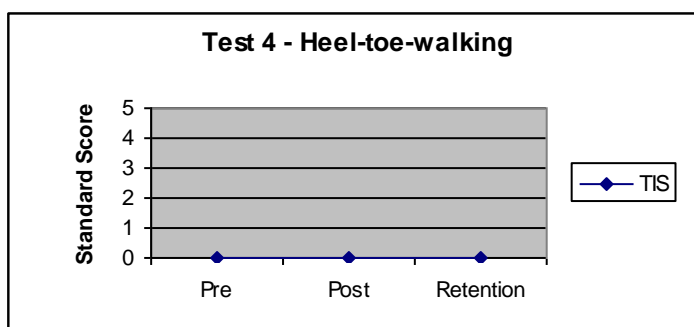 Test 4 - Heel-toe-walking
Standard Score
5
4
3
2
1
0
Pre Post Retention
TIS